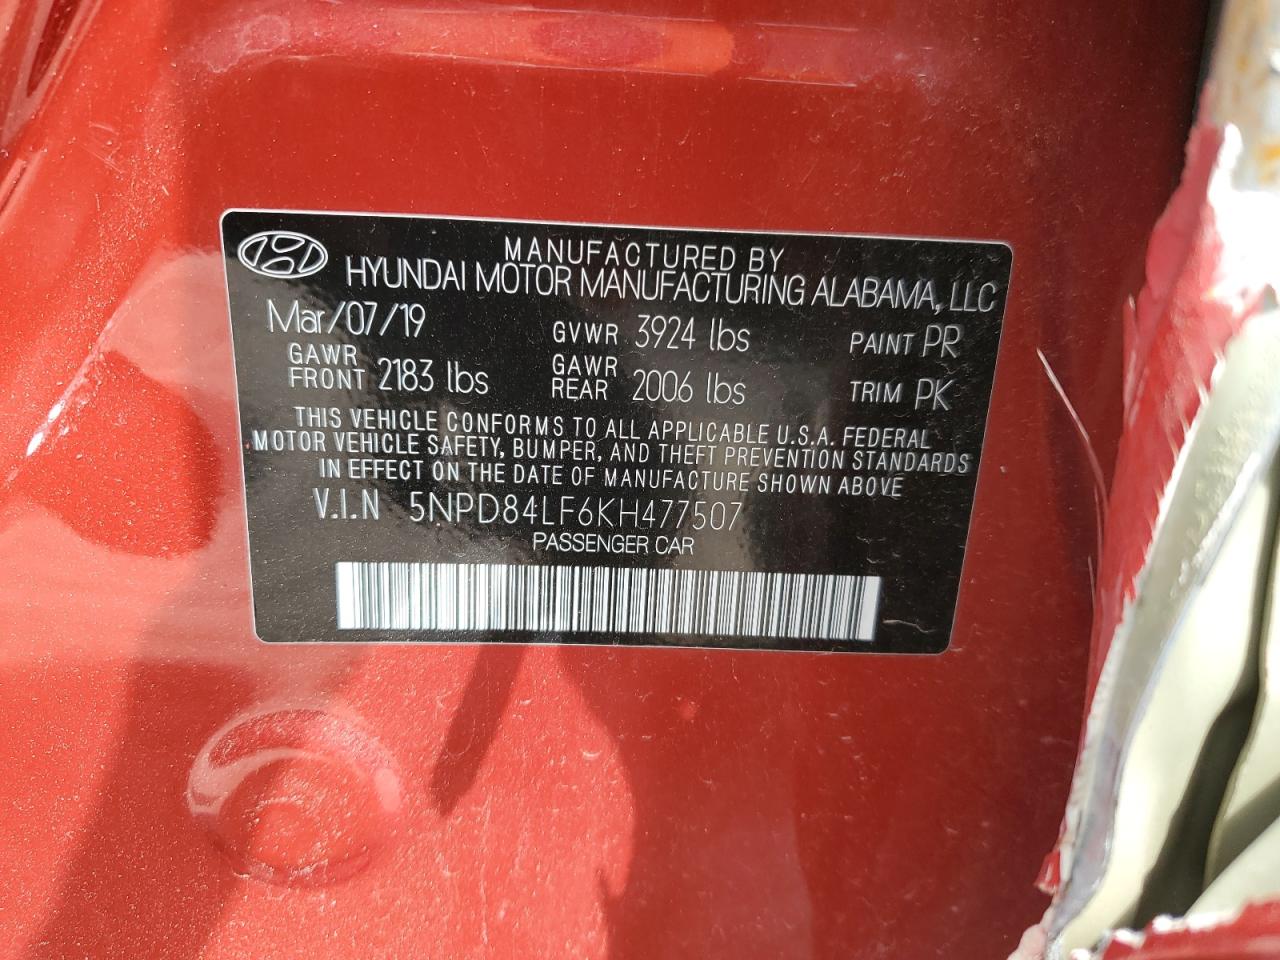 MANUFACTURED BY
HYUNDAI MOTOR MANUFACTURING ALABAMA, LLC
Mar/07/19 GVWR 3924 lbs PAINT PR
GAWR FRONT 2183 lbs GAWR REAR 2006 lbs TRIM PK
THIS VEHICLE CONFORMS TO ALL APPLICABLE U.S.A. FEDERAL
MOTOR VEHICLE SAFETY, BUMPER, AND THEFT PREVENTION STANDARDS
IN EFFECT ON THE DATE OF MANUFACTURE SHOWN ABOVE
V.I.N 5NPD84LF6KH477507
PASSENGER CAR